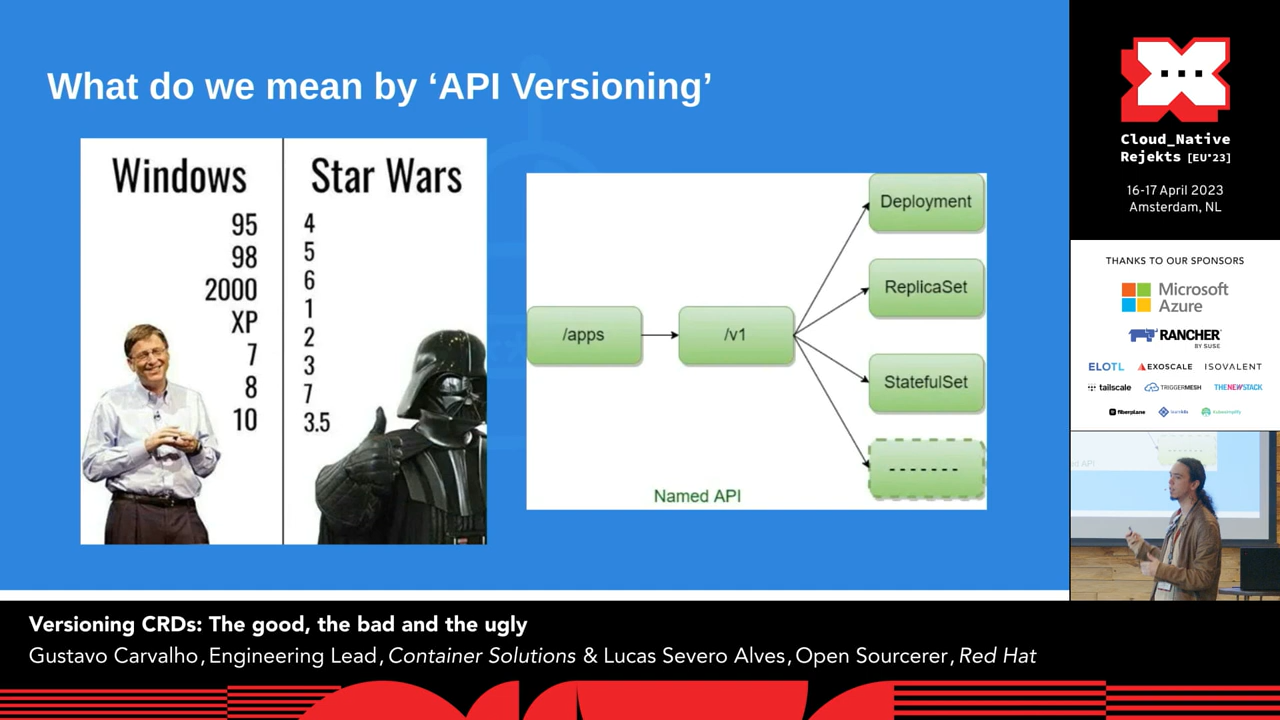 What do we mean by ‘API Versioning’
Windows
95
98
2000
XP
7
8
10
Star Wars
4
5
6
1
2
3
7
3.5
/apps
/v1
Deployment
ReplicaSet
StatefulSet
-------
Named API
Cloud_Native
Rejekts [EU*23]
16-17 April 2023
Amsterdam, NL
THANKS TO OUR SPONSORS
Microsoft
Azure
RANCHER
BY SUSE
ELOTL
EXOSCALE
ISOVALENT
tailscale
TRIGGERMESH
THENEWSTACK
fiberplane
Versioning CRDs: The good, the bad and the ugly
Gustavo Carvalho, Engineering Lead, Container Solutions & Lucas Severo Alves, Open Sourcerer, Red Hat